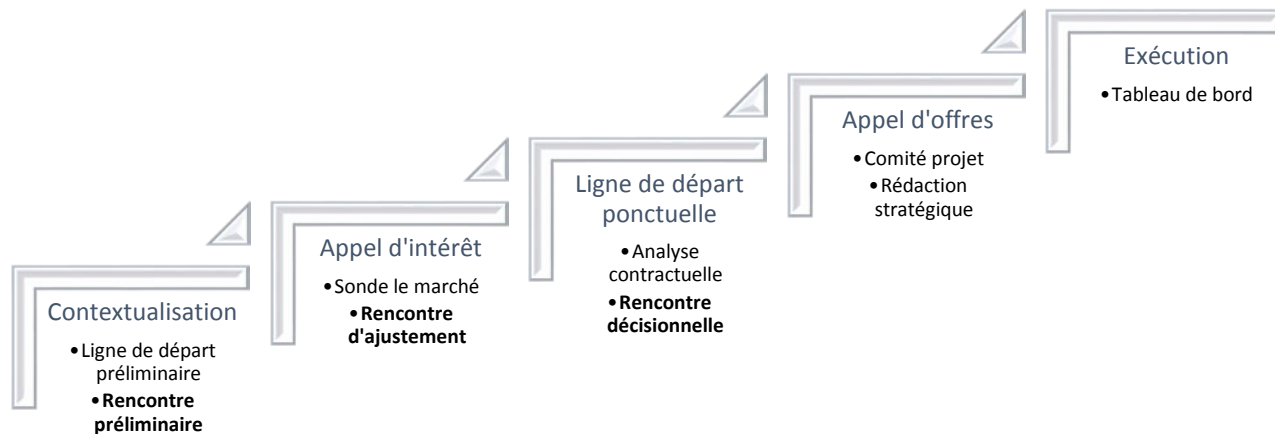 Contextualisation
•Ligne de départ
préliminaire
•Rencontre
préliminaire
Appel d'intérêt
•Sonde le marché
•Rencontre
d'ajustement
Ligne de départ
ponctuelle
•Analyse
contractuelle
•Rencontre
décisionnelle
Appel d'offres
•Comité projet
•Rédaction
stratégique
Exécution
•Tableau de bord